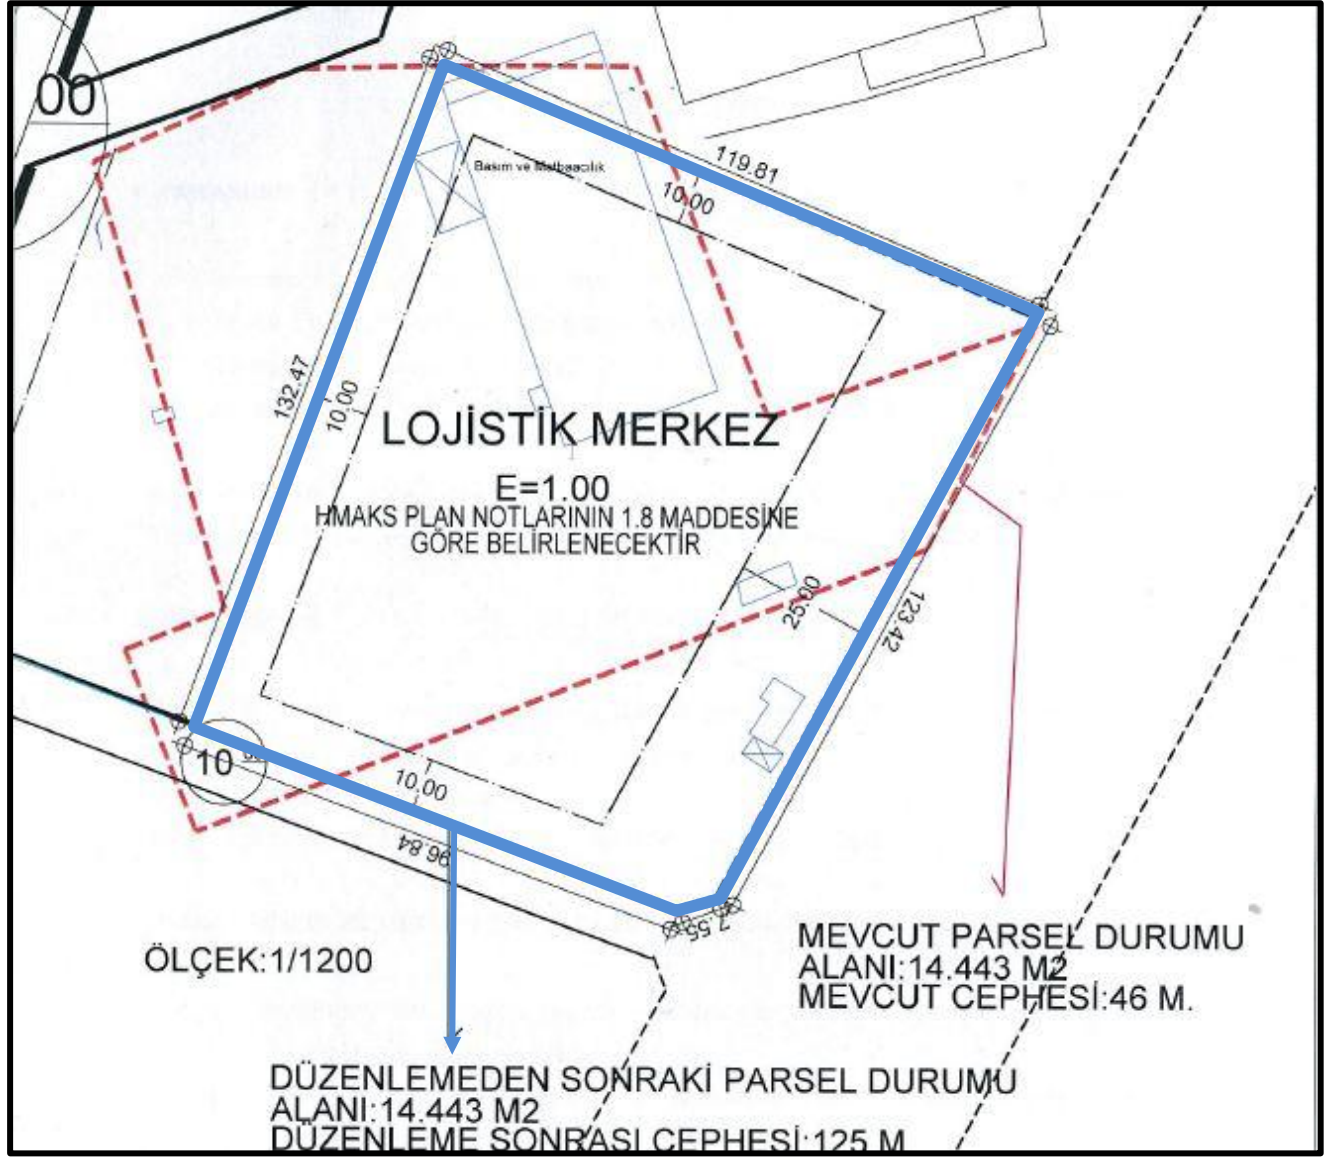 00
119.81
Basım ve Matbaacılık
10.00
132.47
10.00
LOJİSTİK MERKEZ
E=1.00
HMAKS PLAN NOTLARININ 1.8 MADDESİNE
GÖRE BELİRLENECEKTİR
25.00
123.42
10
10.00
96.84
7.55
ÖLÇEK:1/1200
MEVCUT PARSEL DURUMU
ALANI:14.443 M2
MEVCUT CEPHESİ:46 M.
DÜZENLEMEDEN SONRAKİ PARSEL DURUMU
ALANI:14.443 M2
DÜZENLEME SONRASI CEPHESİ:125 M